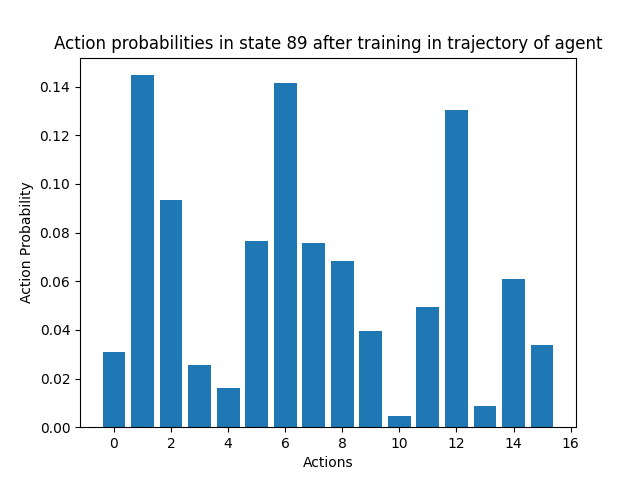 Action probabilities in state 89 after training in trajectory of agent
0.14
0.12
0.10
0.08
0.06
0.04
0.02
0.00
Action Probability
0 2 4 6 8 10 12 14 16
Actions